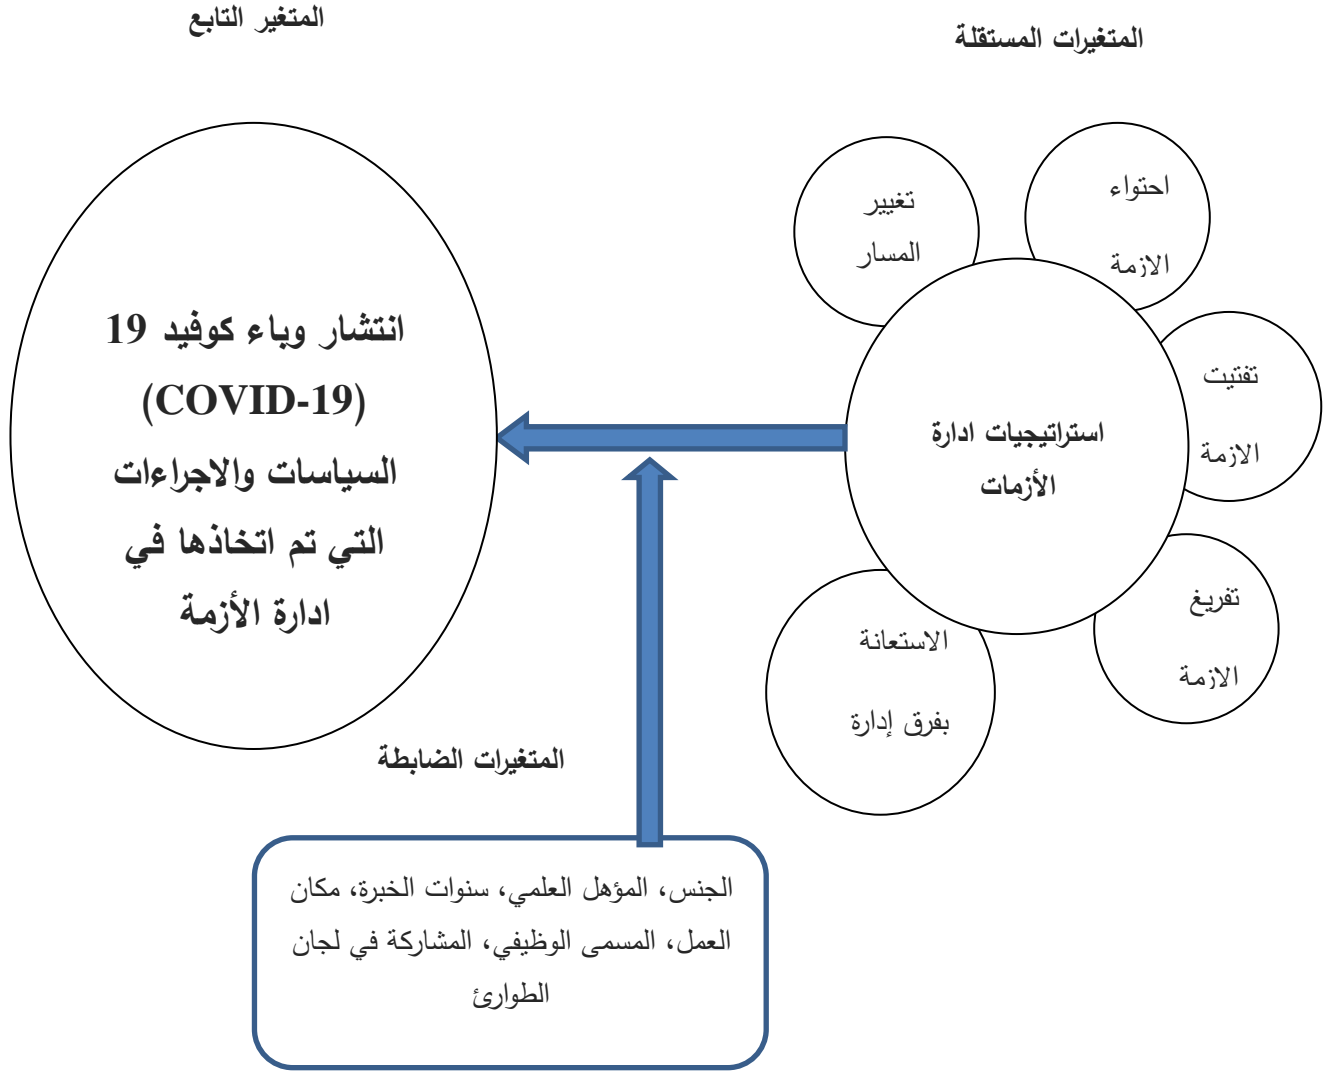 المتغيرات المستقلة
المتغير التابع
احتواء
الازمة
تغيير
المسار
تفتيت
الازمة
استراتيجيات ادارة
الأزمات
تفريغ
الازمة
الاستعانة
بفرق إدارة
انتشار وباء كوفيد 19
(COVID-19)
السياسات والاجراءات
التي تم اتخاذها في
ادارة الأزمة
المتغيرات الضابطة
الجنس، المؤهل العلمي، سنوات الخبرة، مكان
العمل، المسمى الوظيفي، المشاركة في لجان
الطوارئ